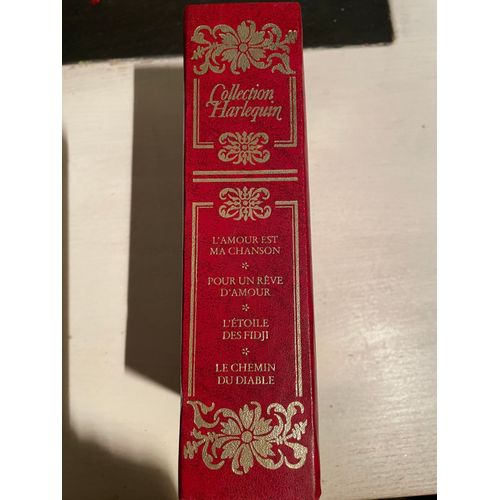 Collection
Harlequin
L'AMOUR EST
MA CHANSON
*
POUR UN RÊVE
D'AMOUR
*
L'ÉTOILE
DES FIDJI
*
LE CHEMIN
DU DIABLE